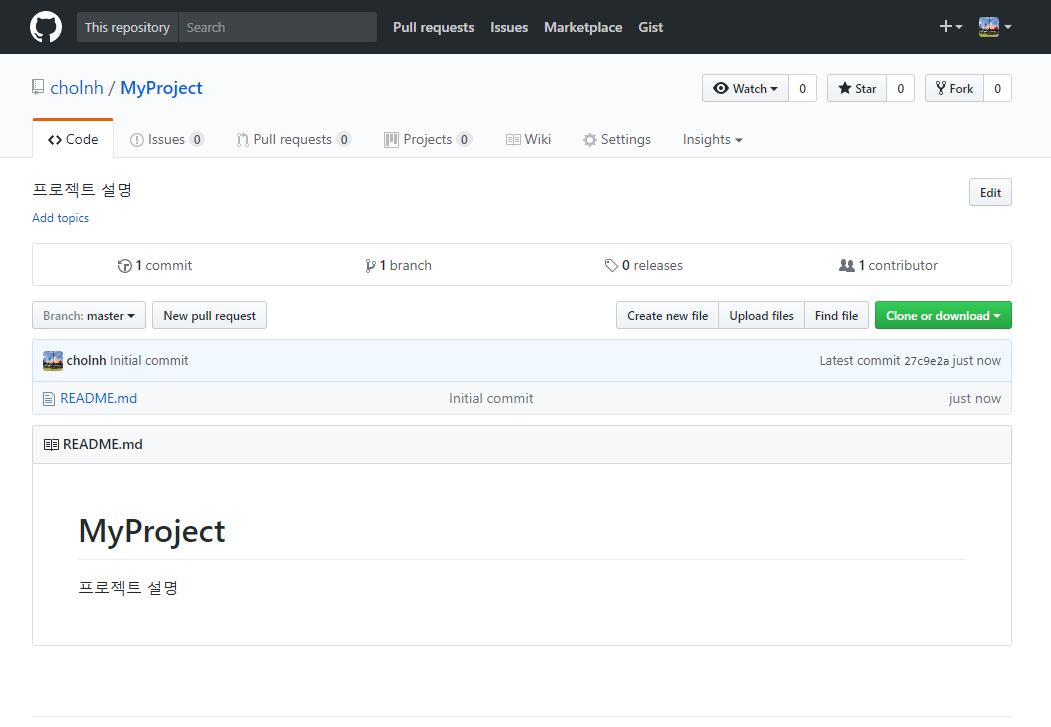 This repository Search Pull requests Issues Marketplace Gist
cholnh / MyProject Watch 0 Star 0 Fork 0
Code Issues 0 Pull requests 0 Projects 0 Wiki Settings Insights
프로젝트 설명 Edit
Add topics
1 commit 1 branch 0 releases 1 contributor
Branch: master New pull request Create new file Upload files Find file Clone or download
cholnh Initial commit Latest commit 27c9e2a just now
README.md Initial commit just now
README.md
MyProject
프로젝트 설명